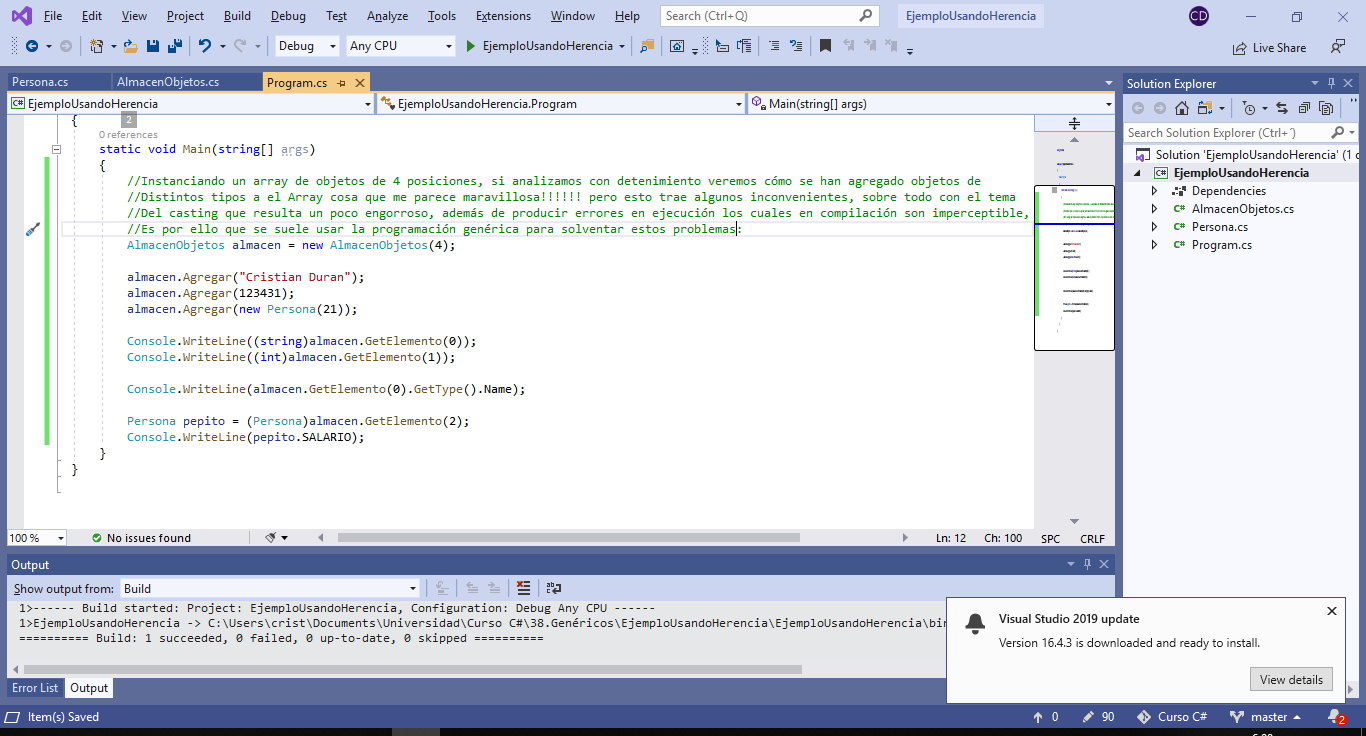 File Edit View Project Build Debug Test Analyze Tools Extensions Window Help Search (Ctrl+Q) EjemploUsandoHerencia CD
Debug Any CPU EjemploUsandoHerencia Live Share
Persona.cs AlmacenObjetos.cs Program.cs
EjemploUsandoHerencia EjemploUsandoHerencia.Program Main(string[] args)
{
2
0 references
static void Main(string[] args)
{
//Instanciando un array de objetos de 4 posiciones, si analizamos con detenimiento veremos cómo se han agregado objetos de
//Distintos tipos a el Array cosa que me parece maravillosa!!!!!! pero esto trae algunos inconvenientes, sobre todo con el tema
//Del casting que resulta un poco engorroso, además de producir errores en ejecución los cuales en compilación son imperceptible,
//Es por ello que se suele usar la programación genérica para solventar estos problemas:
AlmacenObjetos almacen = new AlmacenObjetos(4);
almacen.Agregar("Cristian Duran");
almacen.Agregar(123431);
almacen.Agregar(new Persona(21));
Console.WriteLine((string)almacen.GetElemento(0));
Console.WriteLine((int)almacen.GetElemento(1));
Console.WriteLine(almacen.GetElemento(0).GetType().Name);
Persona pepito = (Persona)almacen.GetElemento(2);
Console.WriteLine(pepito.SALARIO);
}
}
100 % No issues found Ln: 12 Ch: 100 SPC CRLF
Solution Explorer
Search Solution Explorer (Ctrl+´)
Solution 'EjemploUsandoHerencia' (1 
EjemploUsandoHerencia
Dependencies
C# AlmacenObjetos.cs
C# Persona.cs
C# Program.cs
Output
Show output from: Build
1>------ Build started: Project: EjemploUsandoHerencia, Configuration: Debug Any CPU ------
1>EjemploUsandoHerencia -> C:\Users\crist\Documents\Universidad\Curso C#\38.Genéricos\EjemploUsandoHerencia\EjemploUsandoHerencia\bin
========== Build: 1 succeeded, 0 failed, 0 up-to-date, 0 skipped ==========
Error List Output
Visual Studio 2019 update
Version 16.4.3 is downloaded and ready to install.
View details
Item(s) Saved 0 90 Curso C# master 2